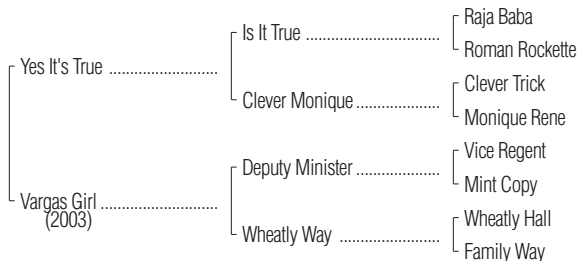 Raja Baba
Is It True ................................
Roman Rockette
Yes It's True ..........................
Clever Trick
Clever Monique ....................
Monique Rene
Vice Regent
Deputy Minister ....................
Mint Copy
Vargas Girl ............................
(2003)
Wheatly Hall
Wheatly Way ........................
Family Way